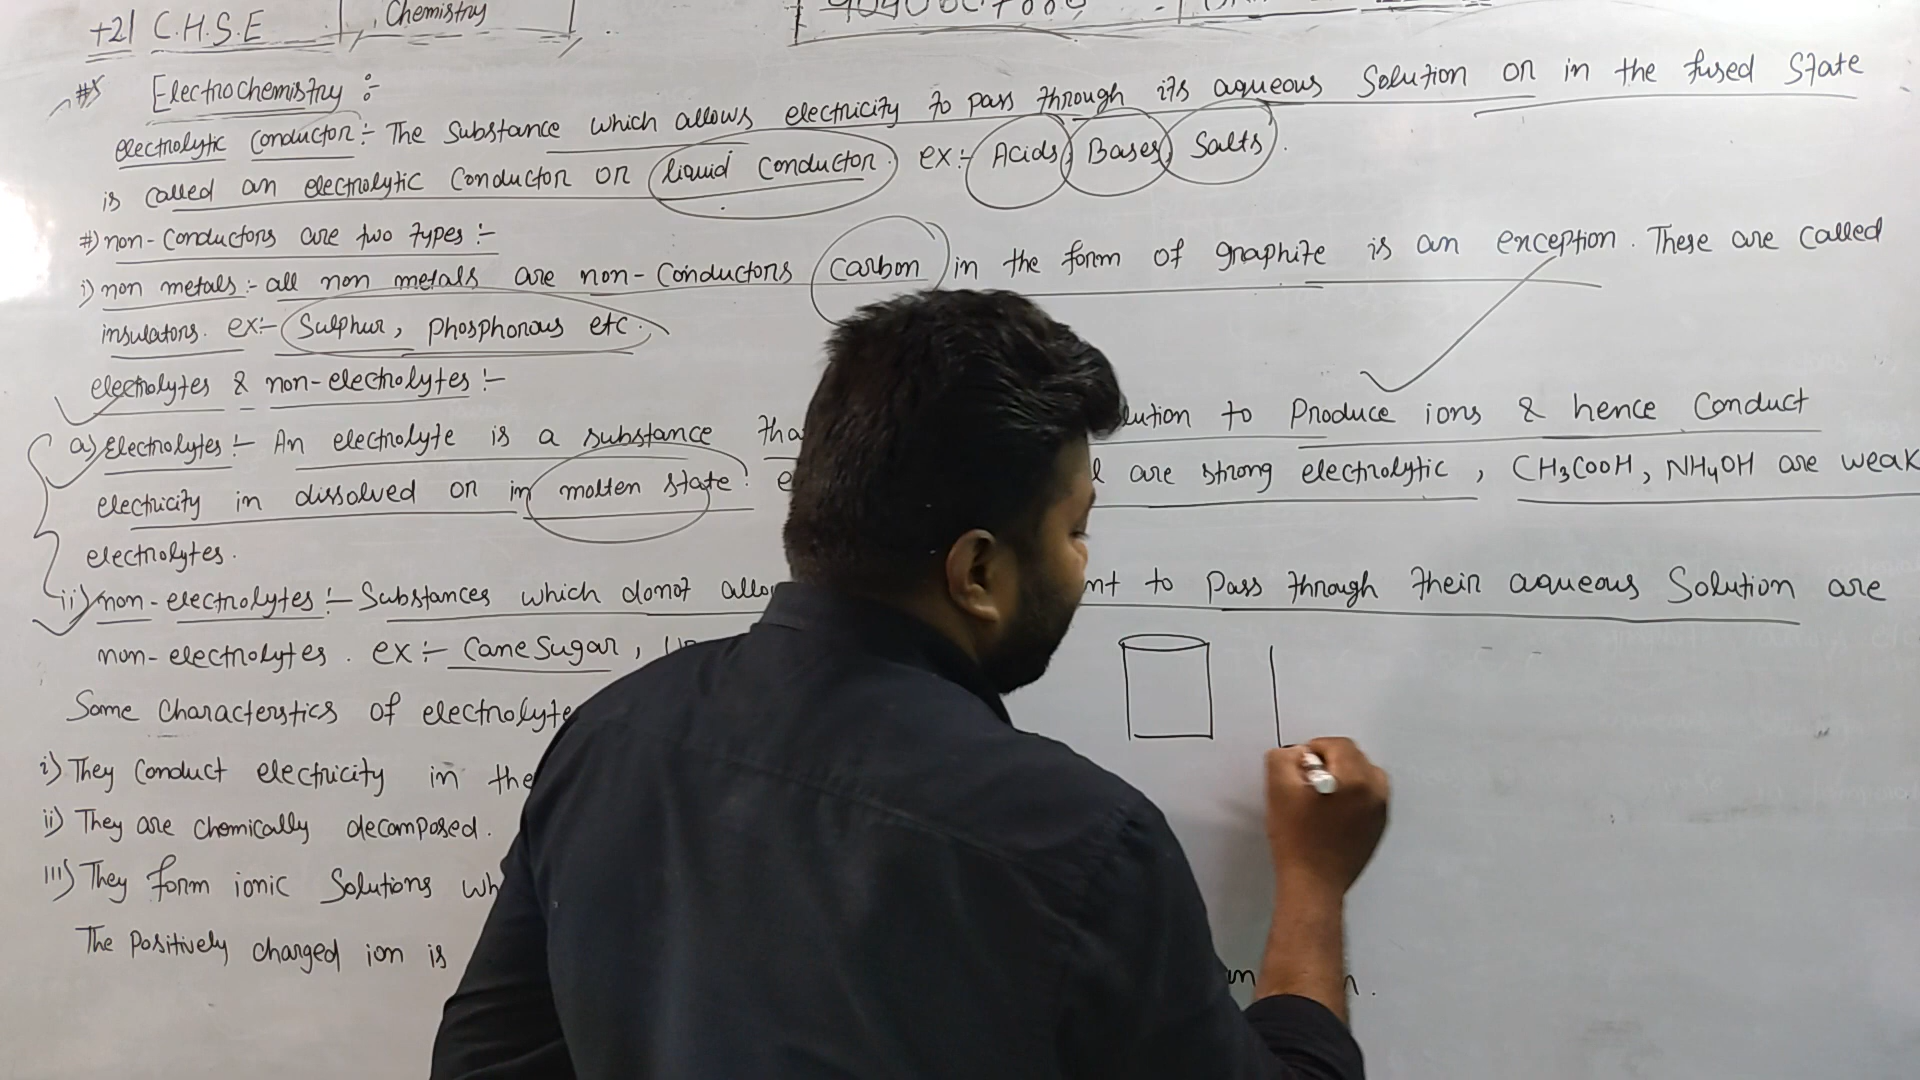 +2| C.H.S.E | Chemistry
# Electrochemistry :-
electrolytic Conductor :- The Substance which allows electricity to pass through its aqueous Solution or in the fused State
is called an electrolytic Conductor or liquid Conductor. ex:- Acids, Bases, Salts.
#) non-Conductors are two types :-
i) non metals :- all non metals are non-Conductors Carbon in the form of graphite is an exception. These are called
insulators. ex:- Sulphur, phosphorous etc.
electrolytes & non-electrolytes :-
a) Electrolytes :- An electrolyte is a substance lution to Produce ions & hence Conduct
electricity in dissolved or in molten state. are strong electrolytic, CH3COOH, NH4OH are weak
electrolytes.
ii) non-electrolytes :- Substances which donot to Pass through their aqueous Solution are
non-electrolytes. ex :- Cane Sugar,
Some Characterstics of
i) They Conduct electricity in the
ii) They are chemically decomposed.
III) They form ionic Solutions
The Positively charged ion is